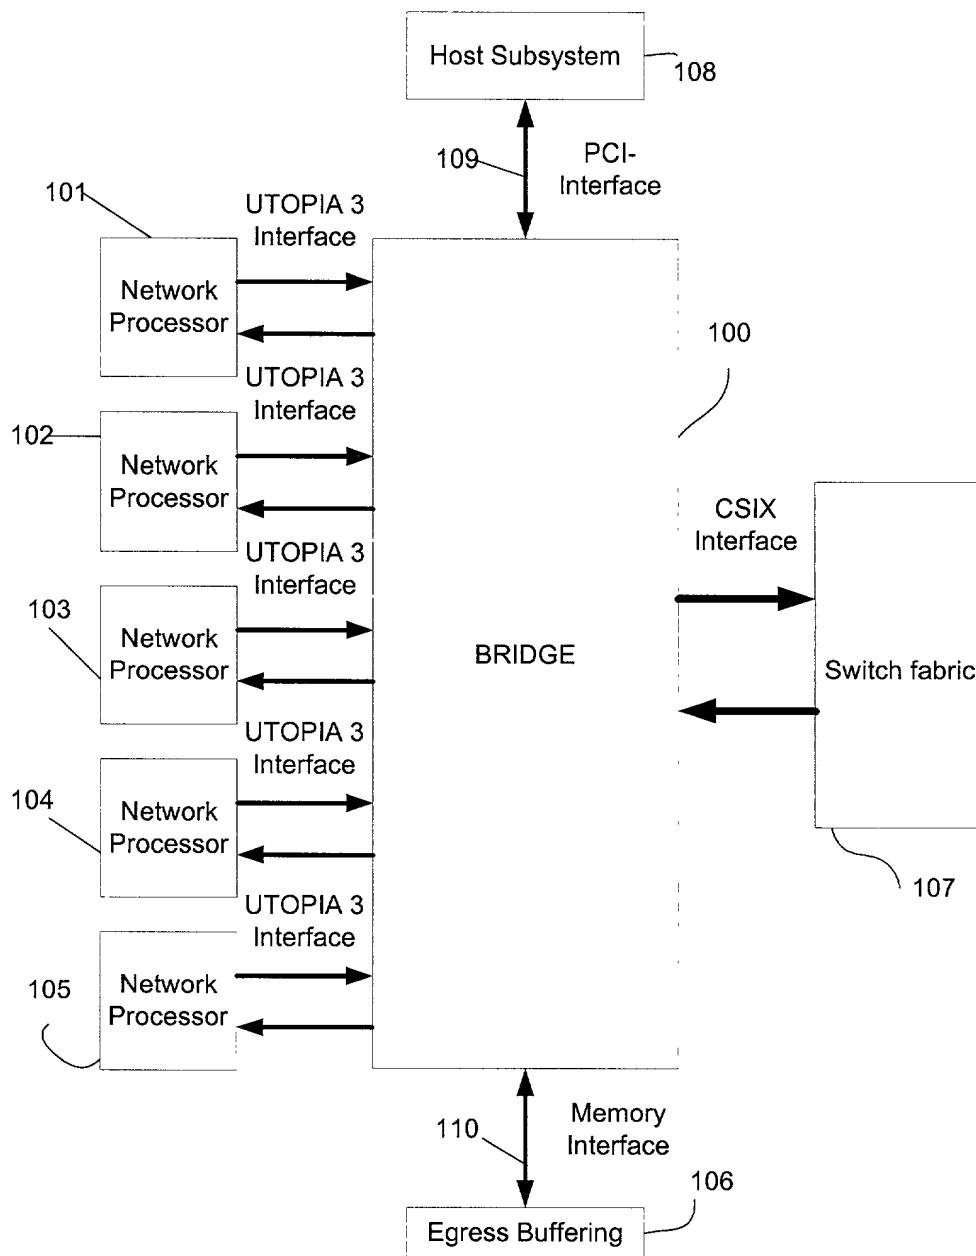 Host Subsystem
108
109
PCI-
Interface
101
UTOPIA 3
Interface
Network
Processor
100
UTOPIA 3
Interface
102
Network
Processor
CSIX
Interface
UTOPIA 3
Interface
103
Network
Processor
BRIDGE
Switch fabric
UTOPIA 3
Interface
104
Network
Processor
107
UTOPIA 3
Interface
105
Network
Processor
110
Memory
Interface
106
Egress Buffering